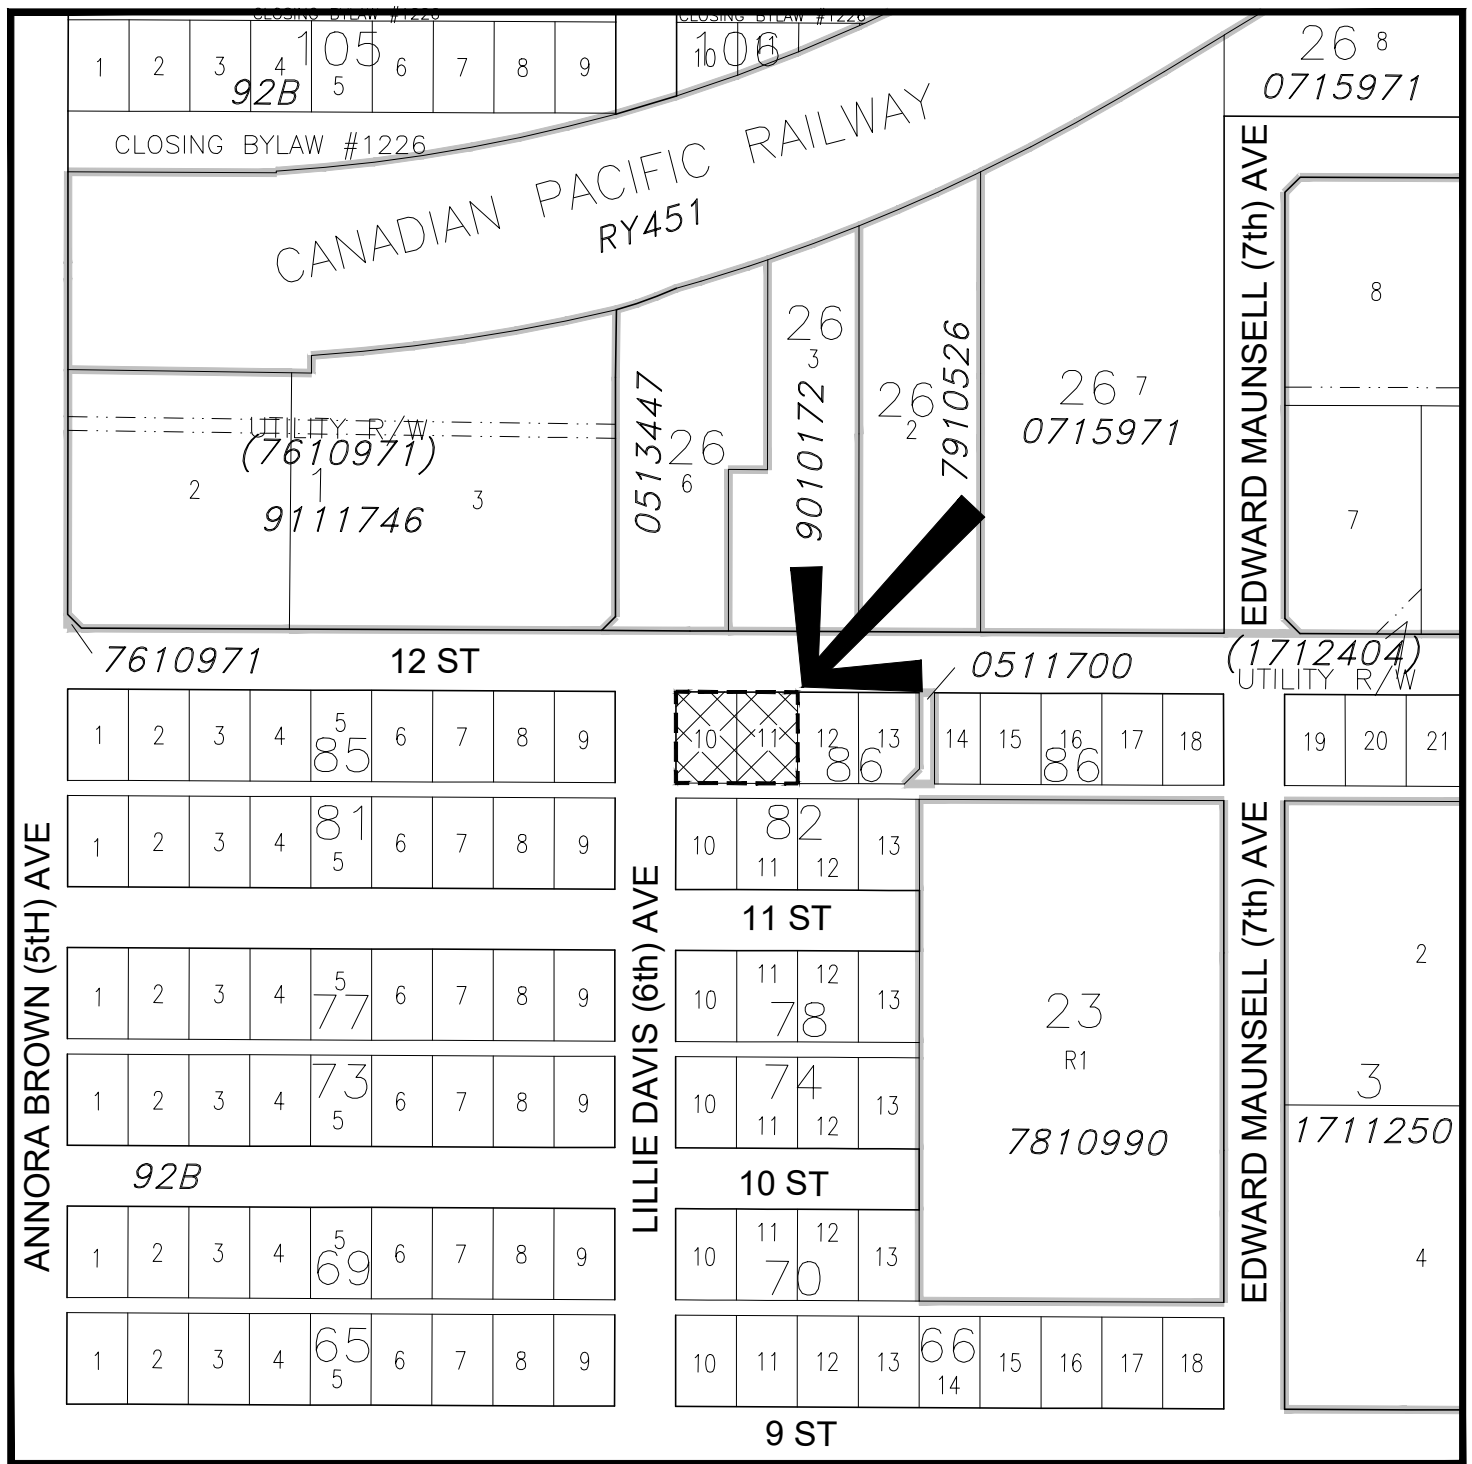 CLOSING BYLAW #1226
CLOSING BYLAW #1226
105
1 2 3 4 5 6 7 8 9
92B
106
10 11
26 8
0715971
CLOSING BYLAW #1226
CANADIAN PACIFIC RAILWAY
RY451
EDWARD MAUNSELL (7th) AVE
8
7
UTILITY R/W
(7610971)
2
1
3
9111746
0513447
26
6
26
3
9010172
26
2
7910526
26 7
0715971
7610971
12 ST
0511700
(1712404)
UTILITY R/W
1 2 3 4 5 6 7 8 9
85
10 11 12 13
86
14 15 16 17 18
86
19 20 21
1 2 3 4 5 6 7 8 9
81
10 11 12 13
82
ANNORA BROWN (5tH) AVE
LILLIE DAVIS (6th) AVE
EDWARD MAUNSELL (7th) AVE
11 ST
1 2 3 4 5 6 7 8 9
77
10 11 12 13
78
23
R1
7810990
2
3
1711250
4
1 2 3 4 5 6 7 8 9
73
10 11 12 13
74
92B
10 ST
1 2 3 4 5 6 7 8 9
69
10 11 12 13
70
1 2 3 4 5 6 7 8 9
65
10 11 12 13 14 15 16 17 18
66
9 ST